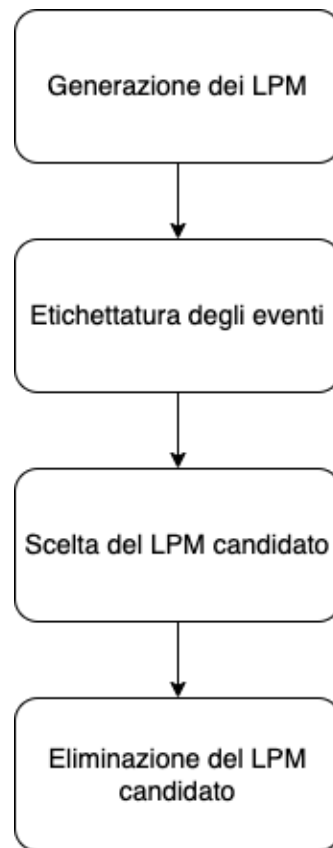 Generazione dei LPM
Etichettatura degli eventi
Scelta del LPM candidato
Eliminazione del LPM
candidato